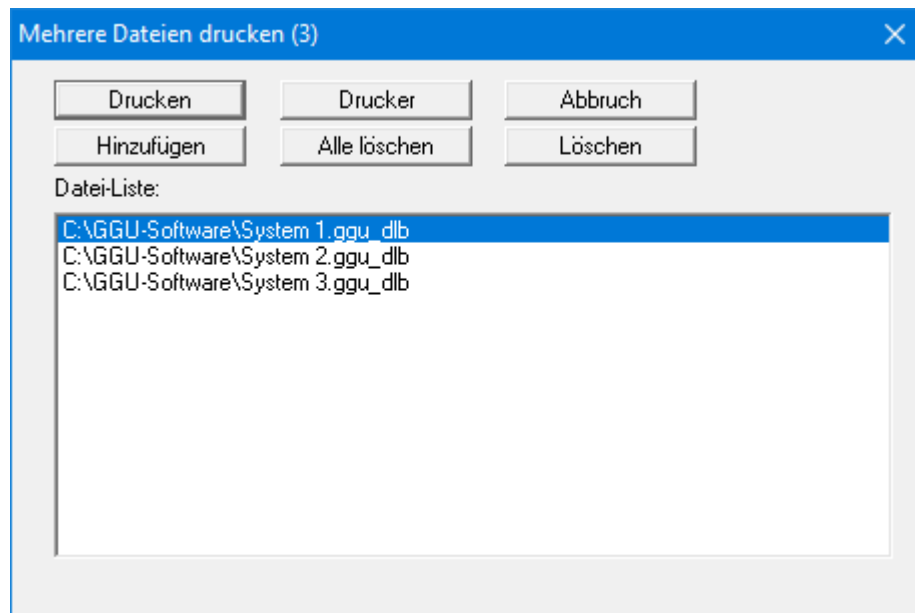 Mehrere Dateien drucken (3)
Drucken Drucker Abbruch
Hinzufügen Alle löschen Löschen
Datei-Liste:
C:\GGU-Software\System 1.ggu_dlb
C:\GGU-Software\System 2.ggu_dlb
C:\GGU-Software\System 3.ggu_dlb